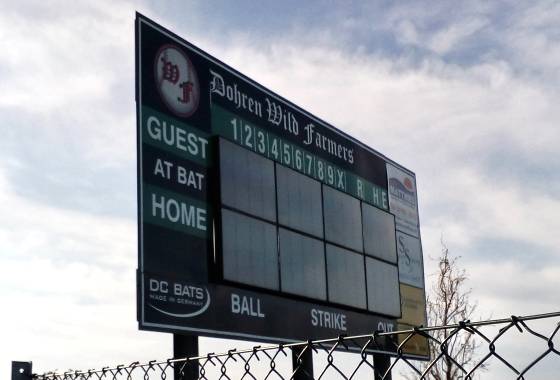 WF
Dohren Wild Farmers
1 2 3 4 5 6 7 8 9 X R H E
GUEST
AT BAT
HOME
DC BATS
MADE IN GERMANY
BALL STRIKE OUT